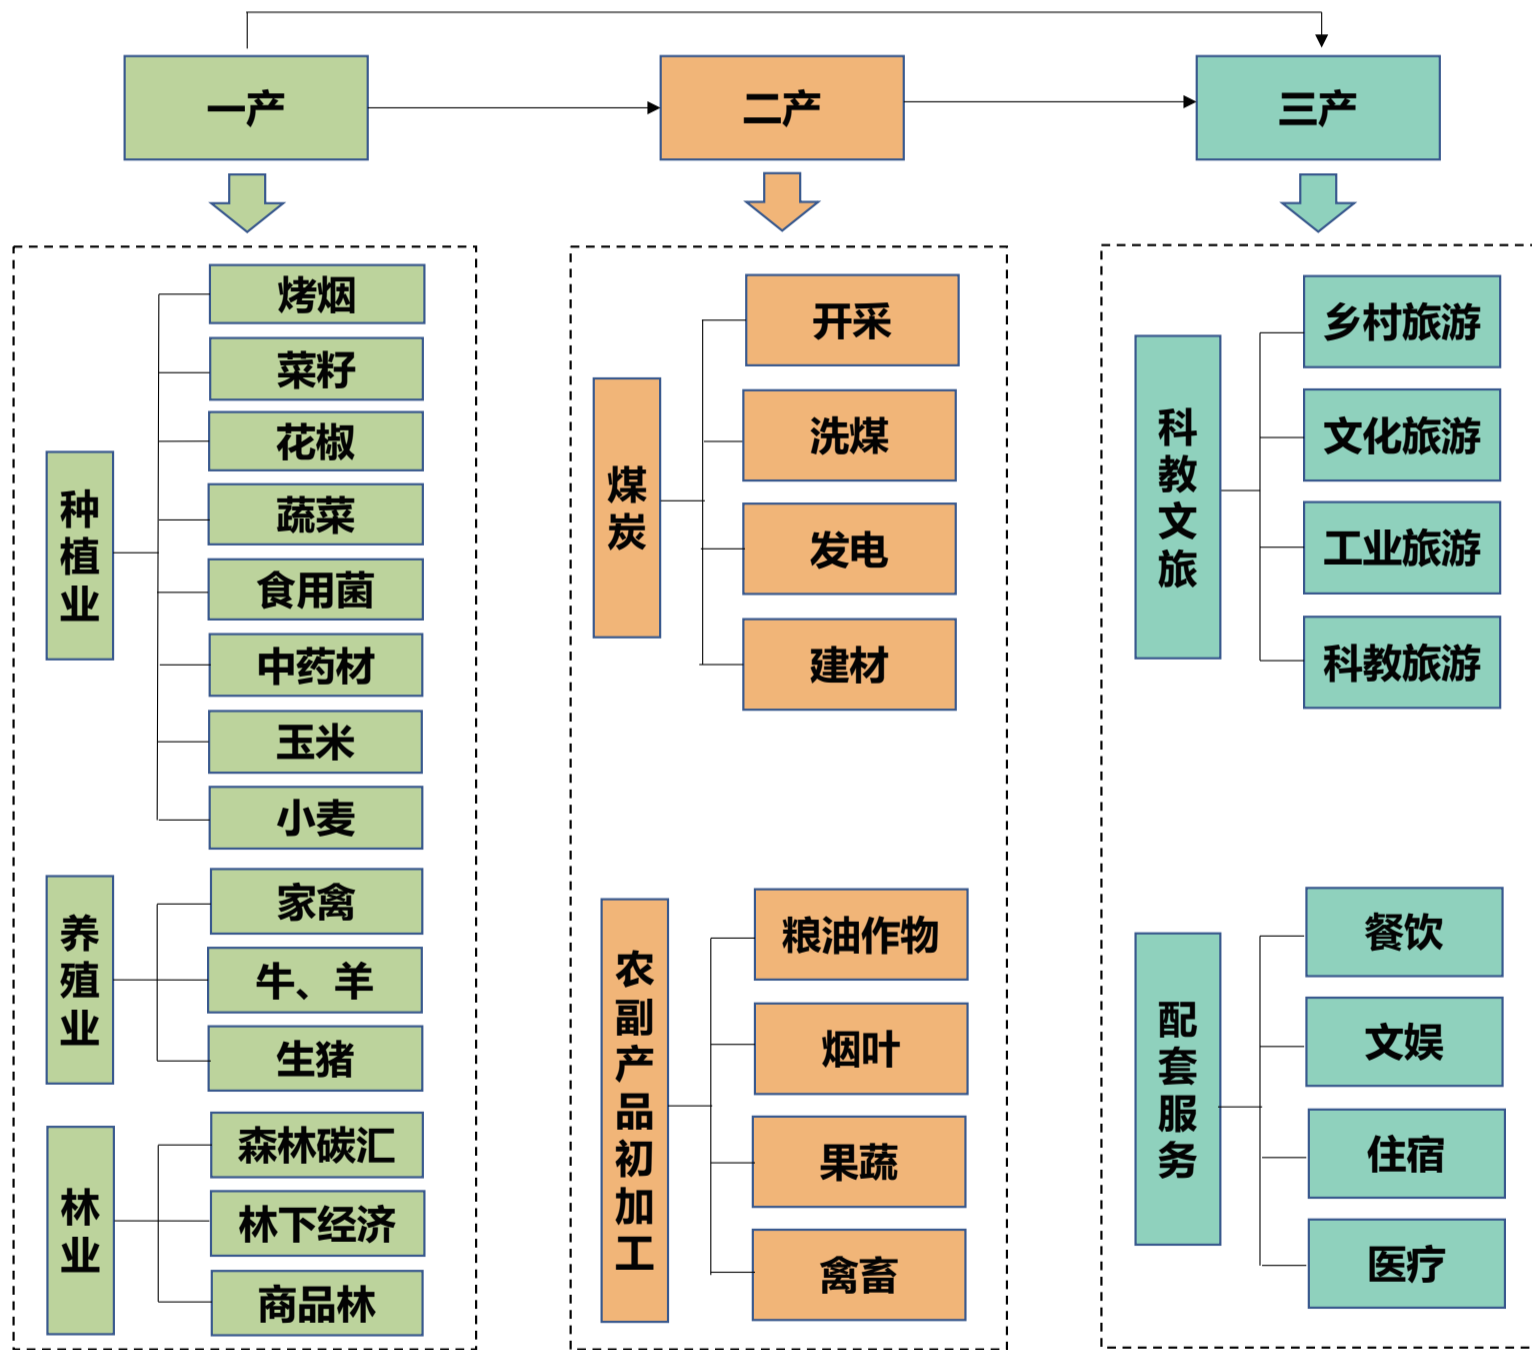 一产
二产
三产
种植业
烤烟
菜籽
花椒
蔬菜
食用菌
中药材
玉米
小麦
养殖业
家禽
牛、羊
生猪
林业
森林碳汇
林下经济
商品林
煤炭
开采
洗煤
发电
建材
农副产品初加工
粮油作物
烟叶
果蔬
禽畜
科教文旅
乡村旅游
文化旅游
工业旅游
科教旅游
配套服务
餐饮
文娱
住宿
医疗